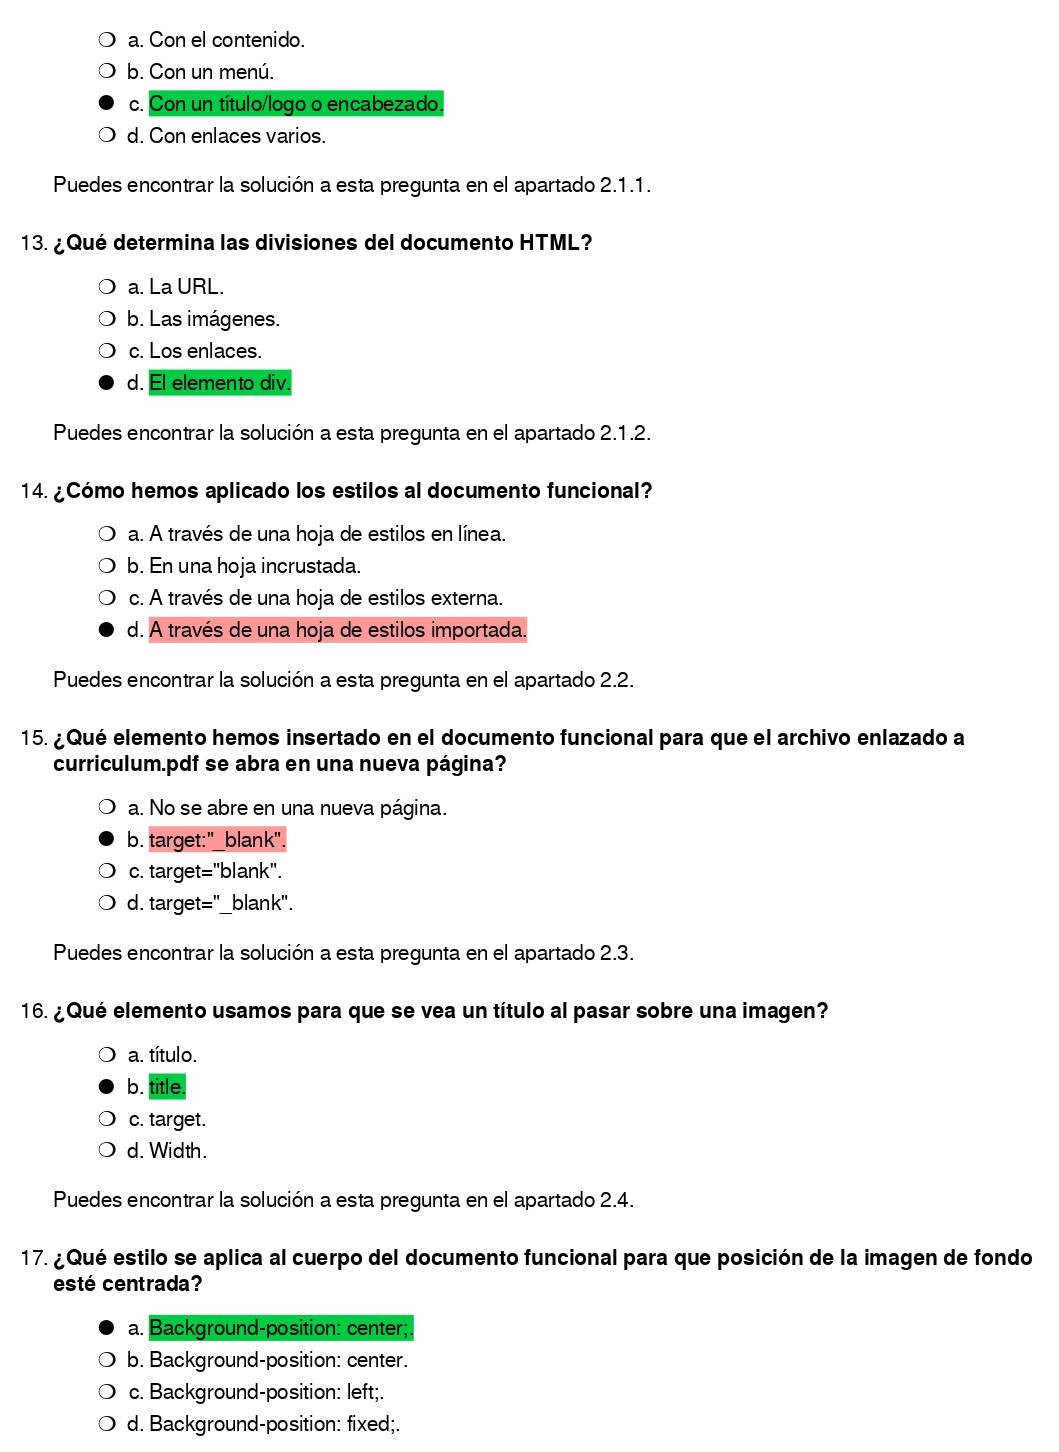 a. Con el contenido.
b. Con un menú.
c. Con un título/logo o encabezado.
d. Con enlaces varios.
Puedes encontrar la solución a esta pregunta en el apartado 2.1.1.
13. ¿Qué determina las divisiones del documento HTML?
a. La URL.
b. Las imágenes.
c. Los enlaces.
d. El elemento div.
Puedes encontrar la solución a esta pregunta en el apartado 2.1.2.
14. ¿Cómo hemos aplicado los estilos al documento funcional?
a. A través de una hoja de estilos en línea.
b. En una hoja incrustada.
c. A través de una hoja de estilos externa.
d. A través de una hoja de estilos importada.
Puedes encontrar la solución a esta pregunta en el apartado 2.2.
15. ¿Qué elemento hemos insertado en el documento funcional para que el archivo enlazado a
curriculum.pdf se abra en una nueva página?
a. No se abre en una nueva página.
b. target:"_blank".
c. target="blank".
d. target="_blank".
Puedes encontrar la solución a esta pregunta en el apartado 2.3.
16. ¿Qué elemento usamos para que se vea un título al pasar sobre una imagen?
a. título.
b. title.
c. target.
d. Width.
Puedes encontrar la solución a esta pregunta en el apartado 2.4.
17. ¿Qué estilo se aplica al cuerpo del documento funcional para que posición de la imagen de fondo
esté centrada?
a. Background-position: center;.
b. Background-position: center.
c. Background-position: left;.
d. Background-position: fixed;.